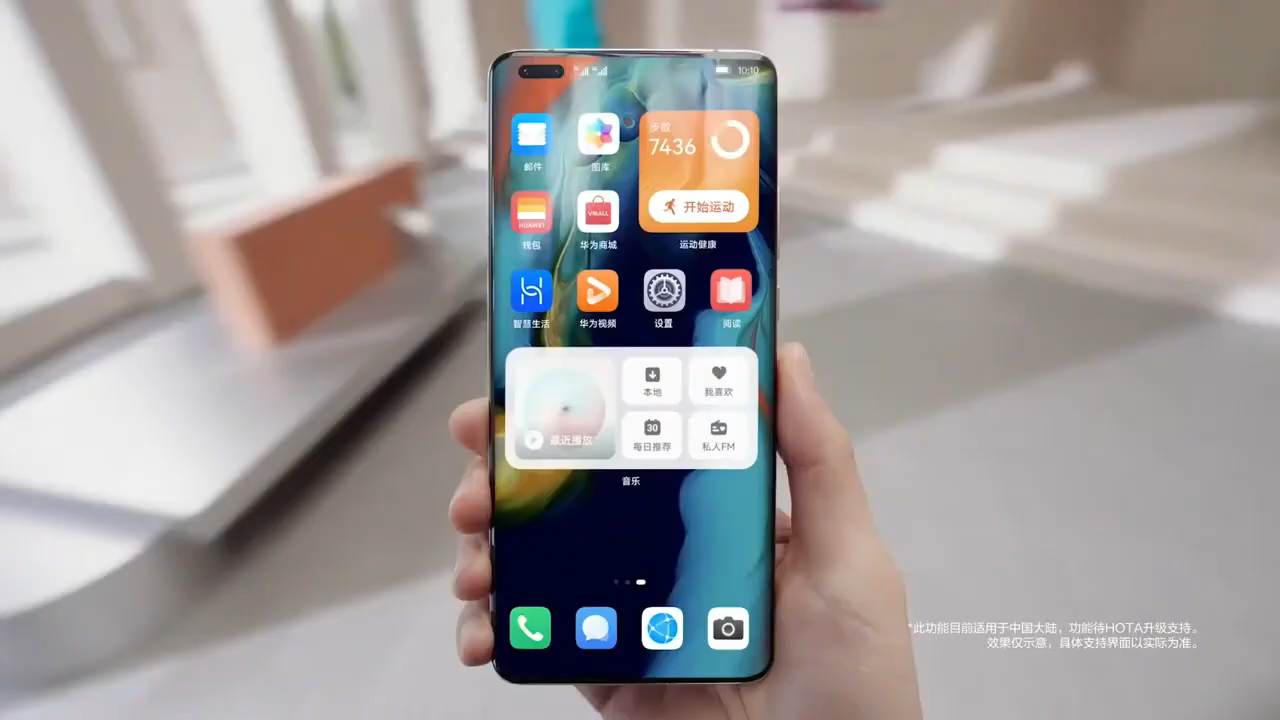 10:10
步数
7436
开始运动
运动健康
邮件
图库
HUAWEI
VMALL
钱包
华为商城
智慧生活
华为视频
设置
阅读
最近播放
本地
我喜欢
30
每日推荐
私人FM
音乐
*此功能目前适用于中国大陆，功能待HOTA升级支持。
效果仅示意，具体支持界面以实际为准。